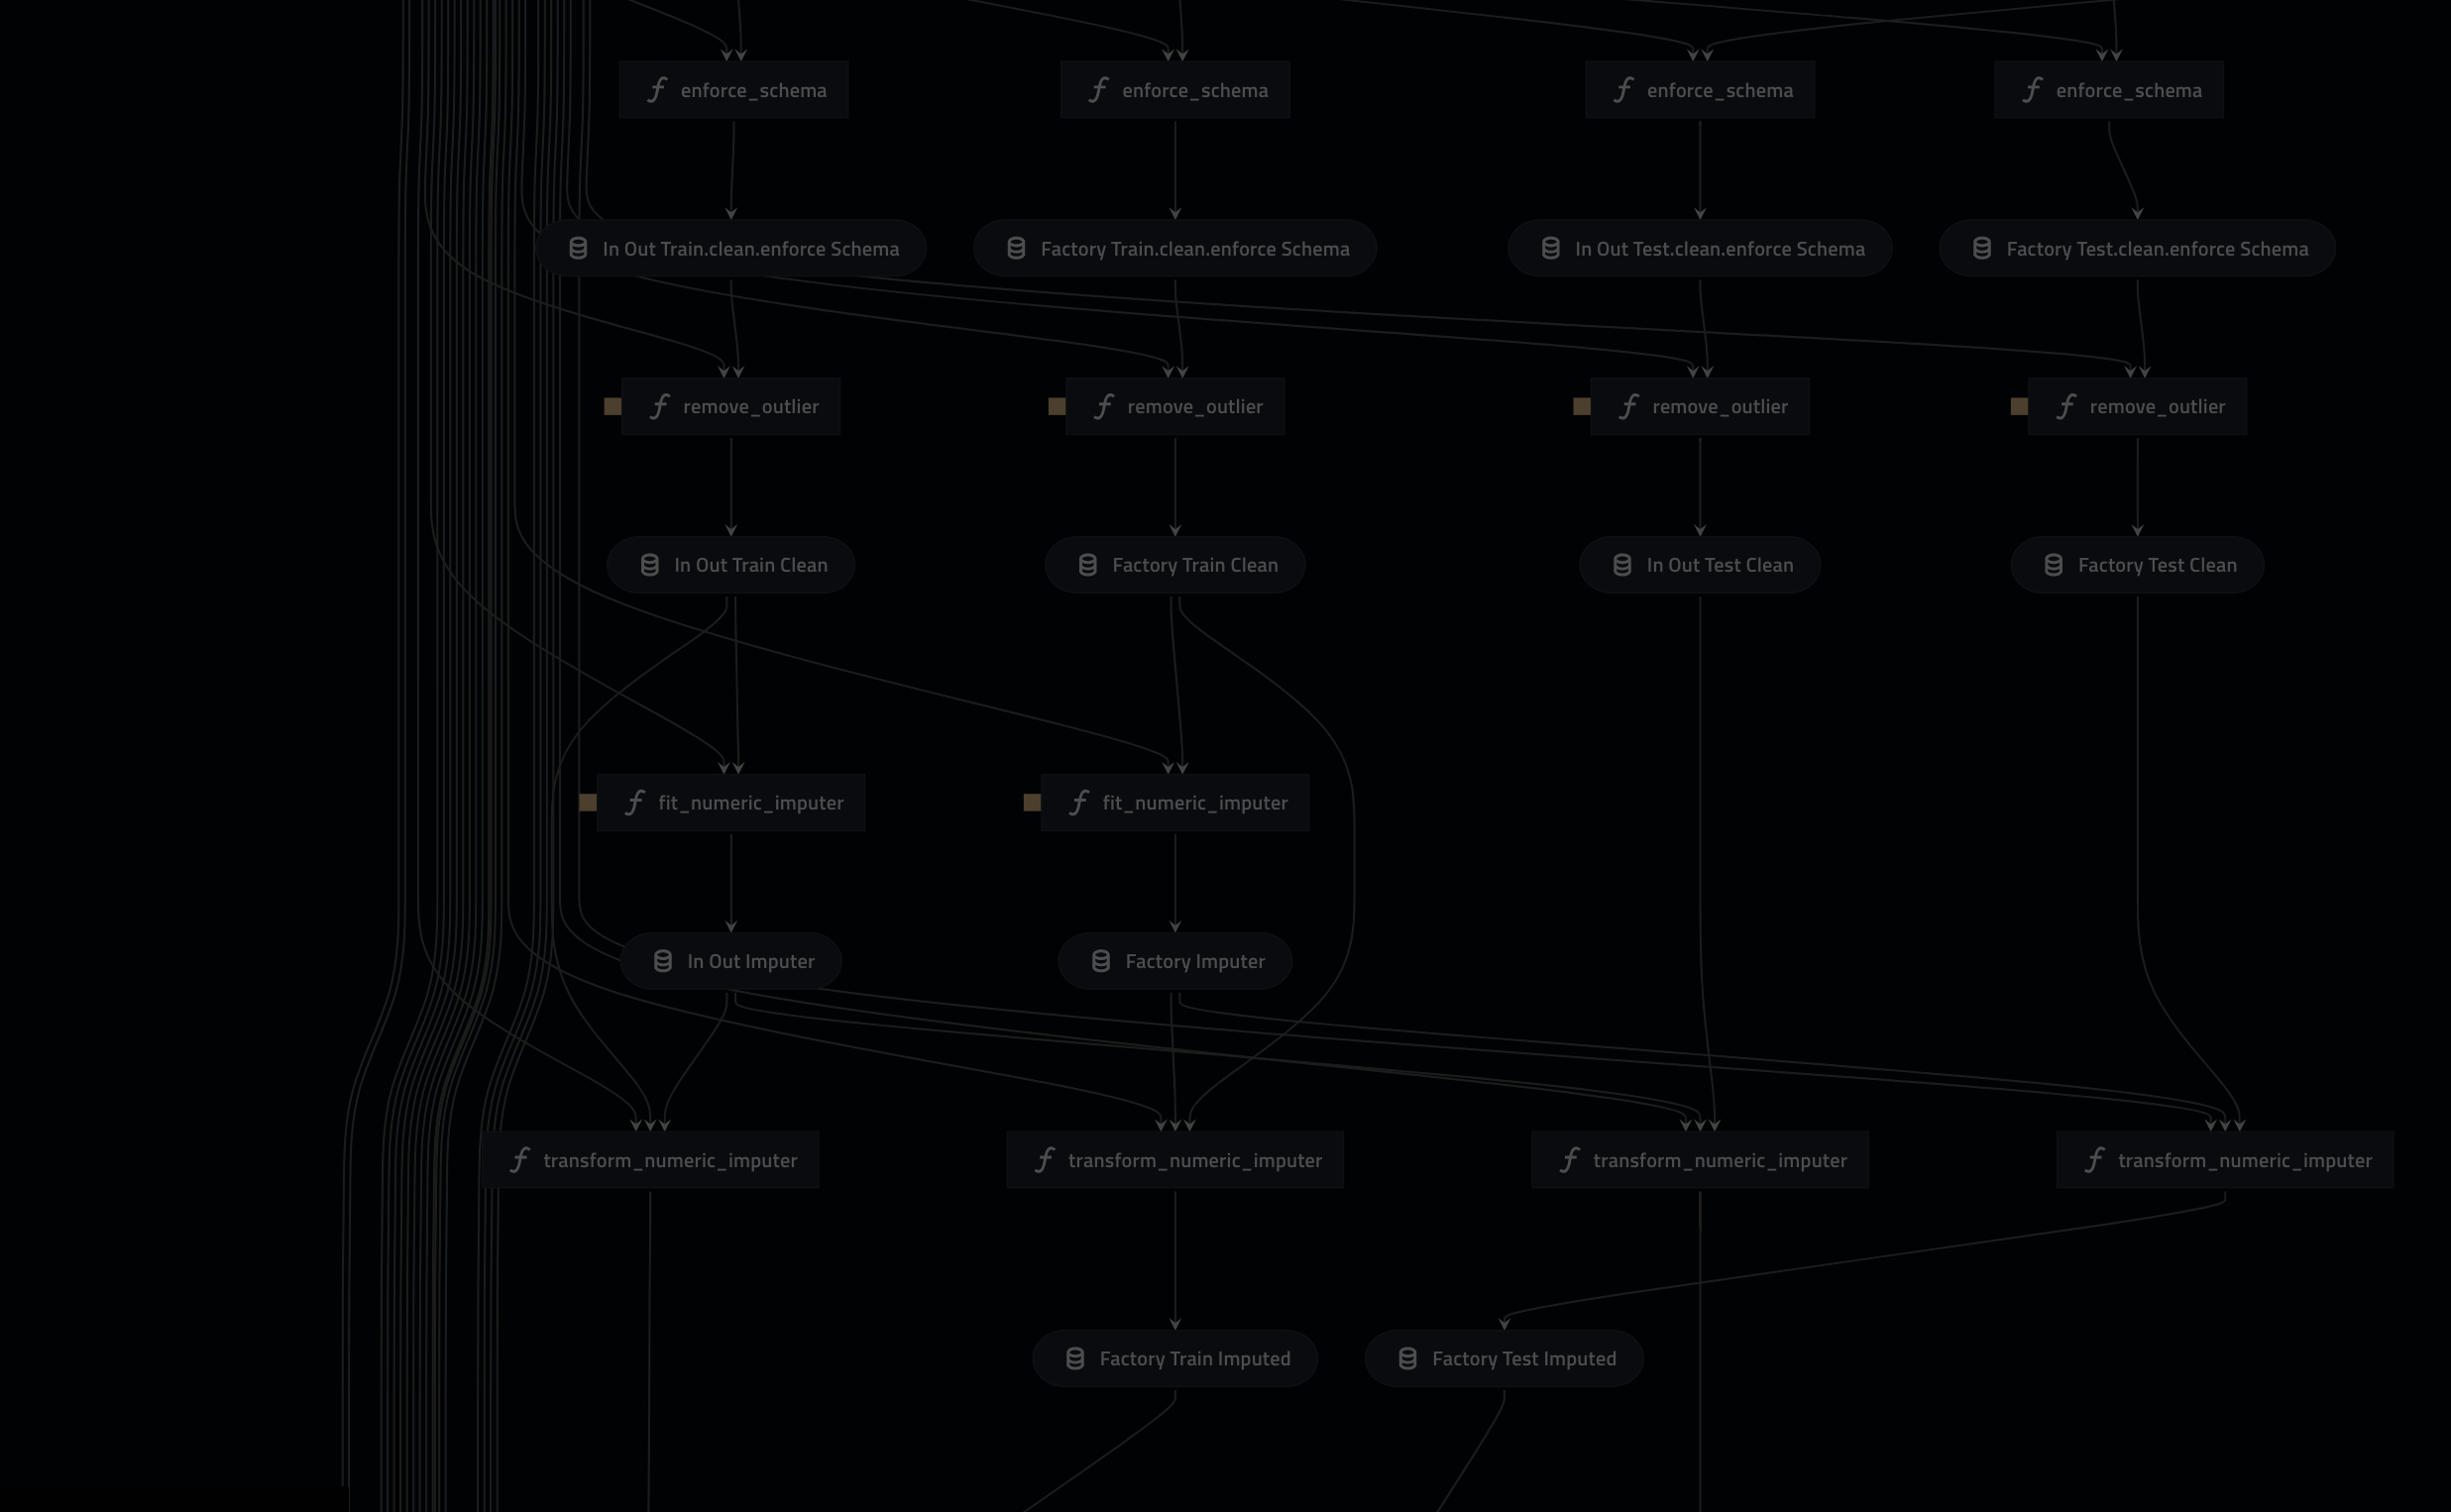 enforce_schema
enforce_schema
enforce_schema
enforce_schema
In Out Train.clean.enforce Schema
Factory Train.clean.enforce Schema
In Out Test.clean.enforce Schema
Factory Test.clean.enforce Schema
remove_outlier
remove_outlier
remove_outlier
remove_outlier
In Out Train Clean
Factory Train Clean
In Out Test Clean
Factory Test Clean
fit_numeric_imputer
fit_numeric_imputer
In Out Imputer
Factory Imputer
transform_numeric_imputer
transform_numeric_imputer
transform_numeric_imputer
transform_numeric_imputer
Factory Train Imputed
Factory Test Imputed